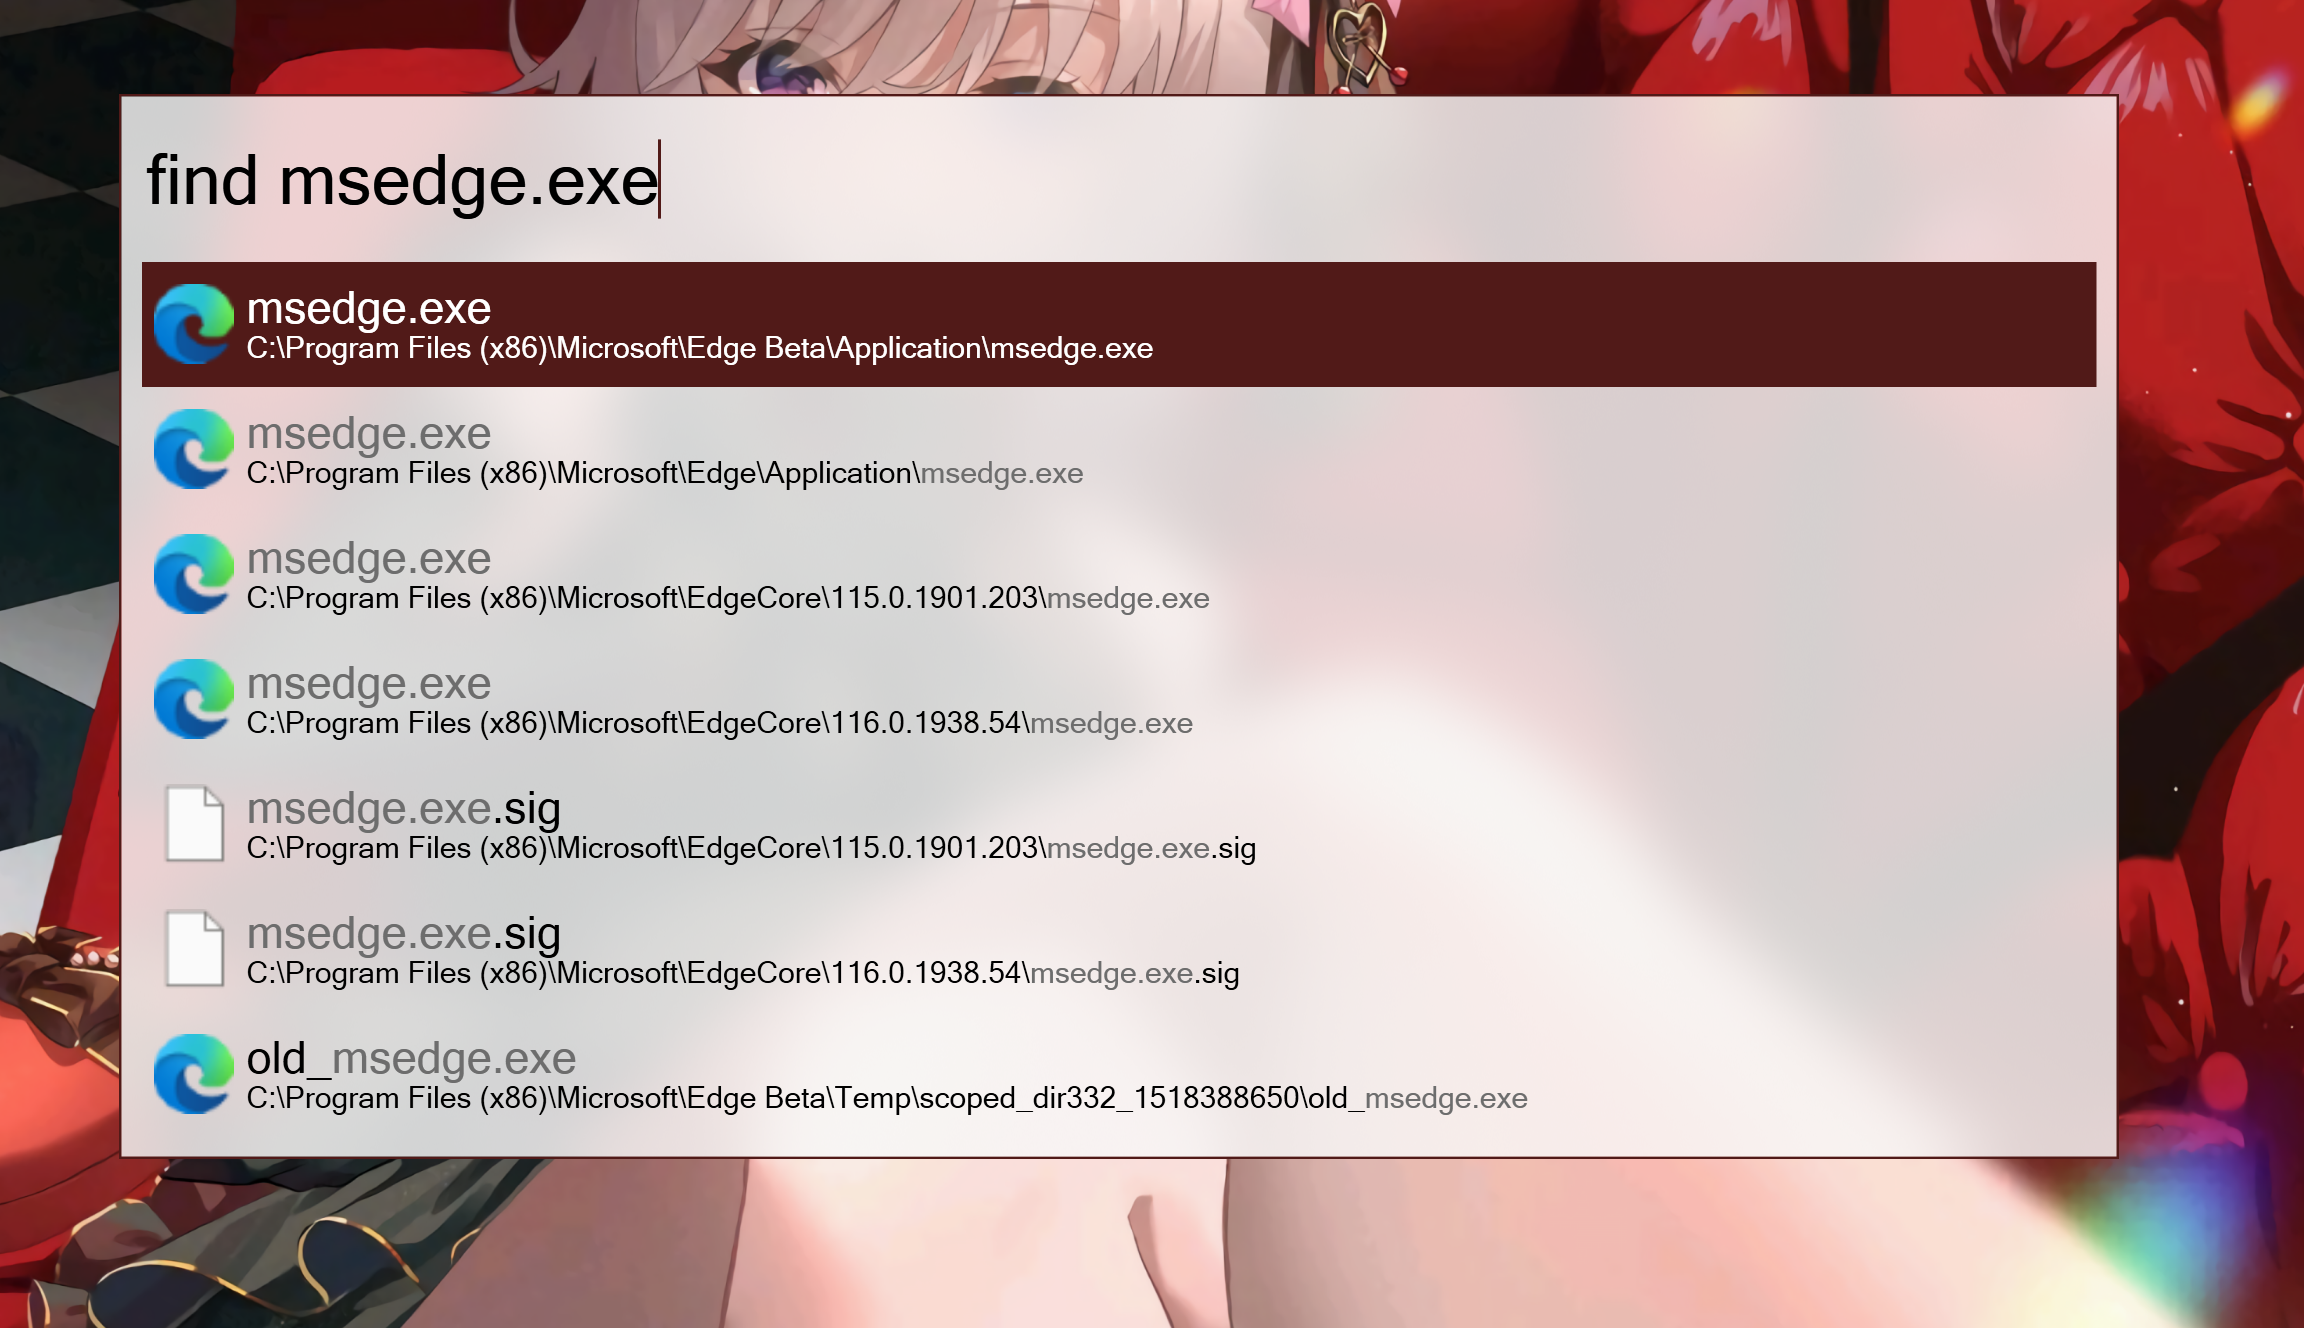 find msedge.exe
msedge.exe
C:\Program Files (x86)\Microsoft\Edge Beta\Application\msedge.exe
msedge.exe
C:\Program Files (x86)\Microsoft\Edge\Application\msedge.exe
msedge.exe
C:\Program Files (x86)\Microsoft\EdgeCore\115.0.1901.203\msedge.exe
msedge.exe
C:\Program Files (x86)\Microsoft\EdgeCore\116.0.1938.54\msedge.exe
msedge.exe.sig
C:\Program Files (x86)\Microsoft\EdgeCore\115.0.1901.203\msedge.exe.sig
msedge.exe.sig
C:\Program Files (x86)\Microsoft\EdgeCore\116.0.1938.54\msedge.exe.sig
old_msedge.exe
C:\Program Files (x86)\Microsoft\Edge Beta\Temp\scoped_dir332_1518388650\old_msedge.exe